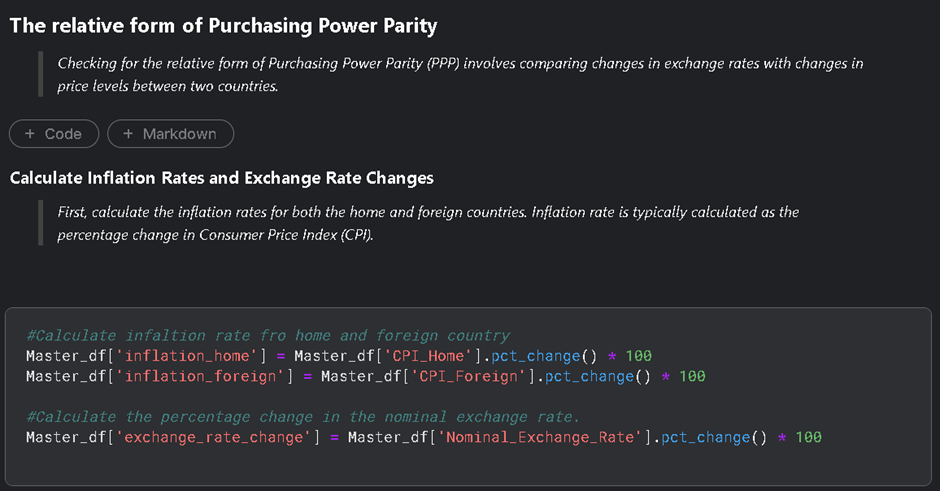 The relative form of Purchasing Power Parity
Checking for the relative form of Purchasing Power Parity (PPP) involves comparing changes in exchange rates with changes in
price levels between two countries.
+ Code + Markdown
Calculate Inflation Rates and Exchange Rate Changes
First, calculate the inflation rates for both the home and foreign countries. Inflation rate is typically calculated as the
percentage change in Consumer Price Index (CPI).
#Calculate infaltion rate fro home and foreign country
Master_df['inflation_home'] = Master_df['CPI_Home'].pct_change() * 100
Master_df['inflation_foreign'] = Master_df['CPI_Foreign'].pct_change() * 100
#Calculate the percentage change in the nominal exchange rate.
Master_df['exchange_rate_change'] = Master_df['Nominal_Exchange_Rate'].pct_change() * 100